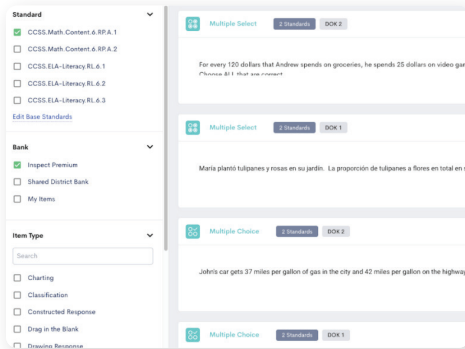 Standard
CCSS.Math.Content.6.RP.A.1
CCSS.Math.Content.6.RP.A.2
CCSS.ELA-Literacy.RL.6.1
CCSS.ELA-Literacy.RL.6.2
CCSS.ELA-Literacy.RL.6.3
Edit Base Standards
Bank
Inspect Premium
Shared District Bank
My Items
Item Type
Search
Charting
Classification
Constructed Response
Drag in the Blank
Drawing Response
Multiple Select 2 Standards DOK 2
For every 120 dollars that Andrew spends on groceries, he spends 25 dollars on video gam
Choose ALL that are correct.
Multiple Select 2 Standards DOK 1
María plantó tulipanes y rosas en su jardín. La proporción de tulipanes a flores en total en s
Multiple Choice 2 Standards DOK 2
John's car gets 37 miles per gallon of gas in the city and 42 miles per gallon on the highway
Multiple Choice 2 Standards DOK 1